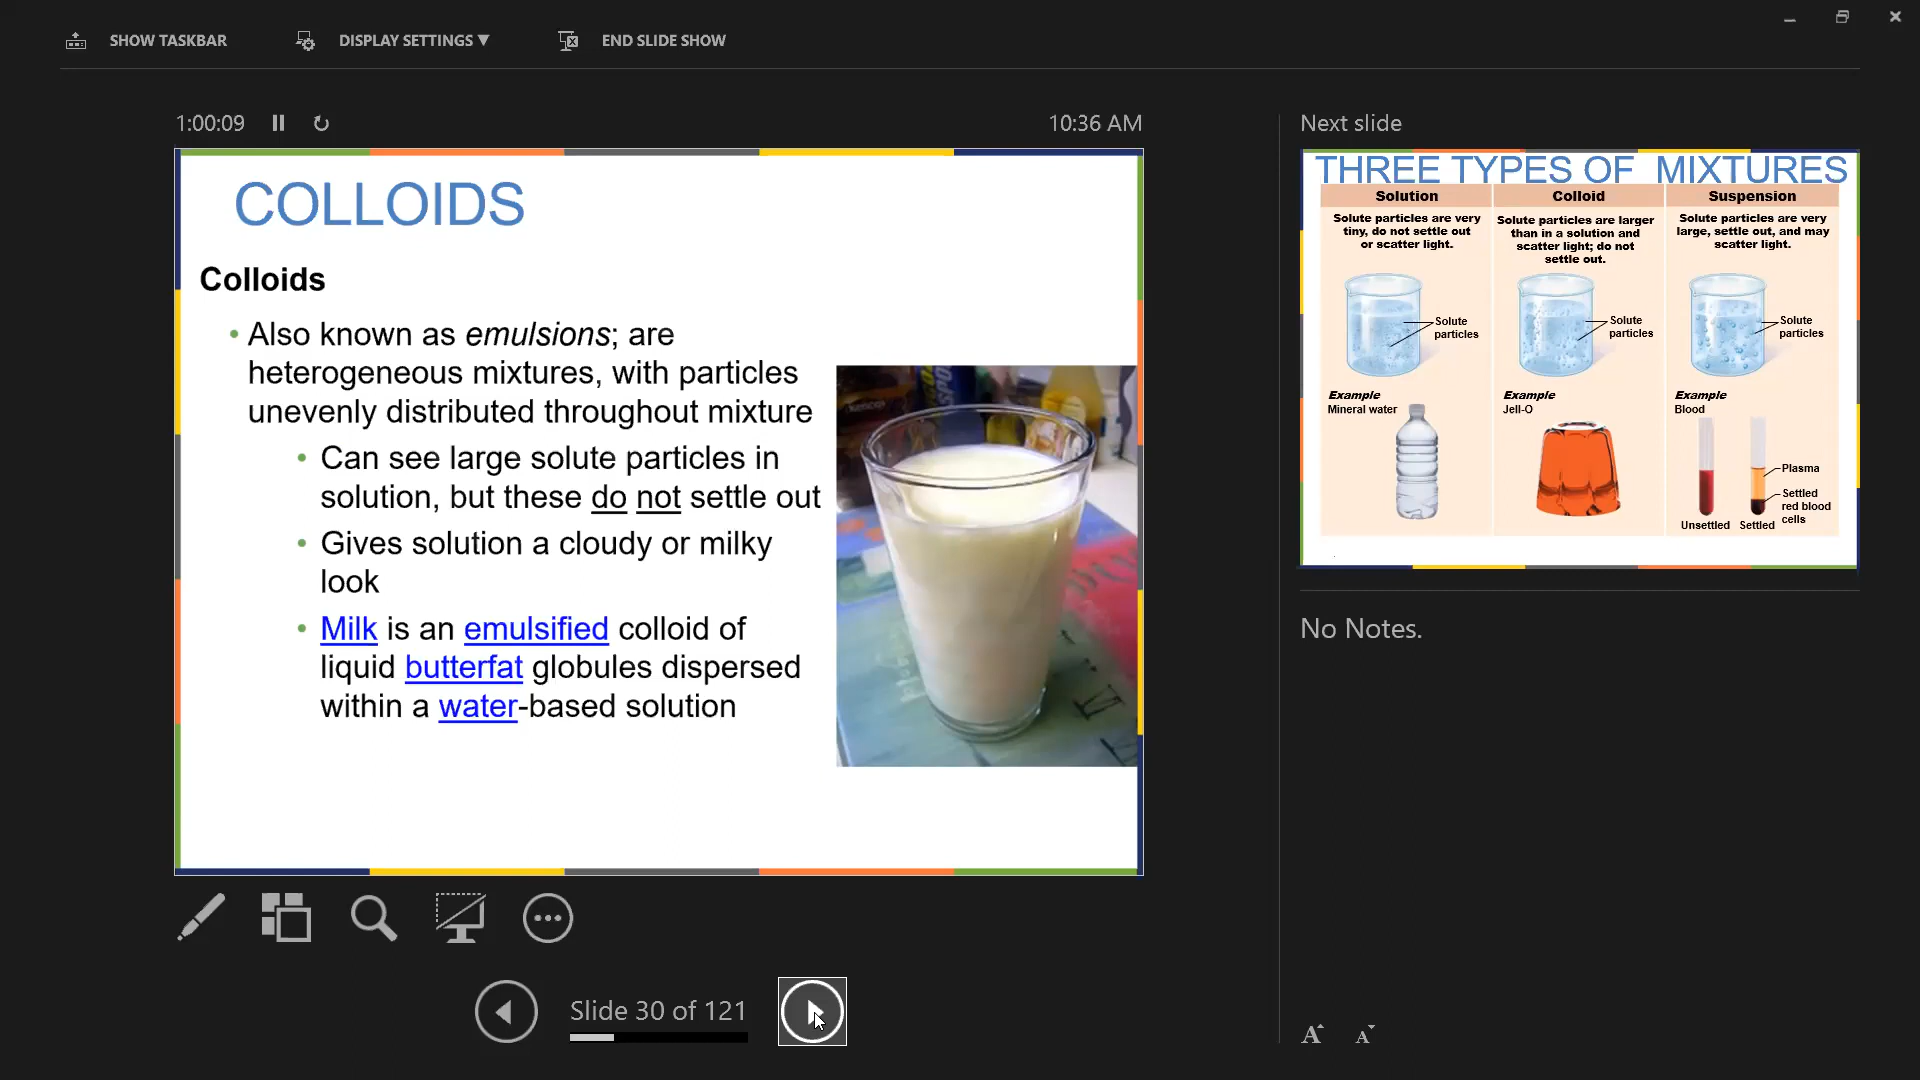 SHOW TASKBAR
DISPLAY SETTINGS ▼
END SLIDE SHOW
1:00:09
10:36 AM
COLLOIDS
Colloids
• Also known as emulsions; are
heterogeneous mixtures, with particles
unevenly distributed throughout mixture
• Can see large solute particles in
solution, but these do not settle out
• Gives solution a cloudy or milky
look
• Milk is an emulsified colloid of
liquid butterfat globules dispersed
within a water-based solution
Slide 30 of 121
Next slide
THREE TYPES OF MIXTURES
Solution
Solute particles are very
tiny, do not settle out
or scatter light.
Solute
particles
Example
Mineral water
Colloid
Solute particles are larger
than in a solution and
scatter light; do not
settle out.
Solute
particles
Example
Jell-O
Suspension
Solute particles are very
large, settle out, and may
scatter light.
Solute
particles
Example
Blood
Plasma
Settled
red blood
cells
Unsettled
Settled
No Notes.
A
A